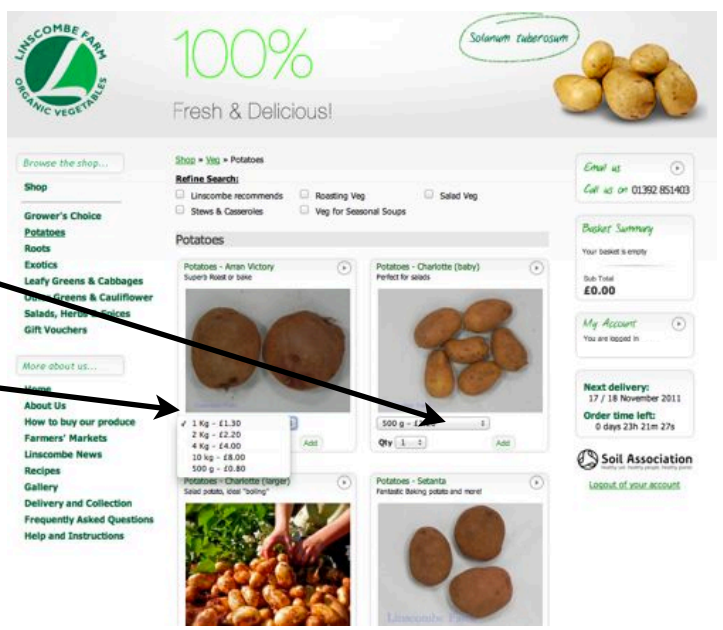 LINSCOMBE FARM
ORGANIC VEGETABLES
100%
Fresh & Delicious!
Solanum tuberosum
Browse the shop...
Shop
Grower's Choice
Potatoes
Roots
Exotics
Leafy Greens & Cabbages
Greens & Cauliflower
Salads, Herbs & Spices
Gift Vouchers
More about us...
Home
About Us
How to buy our produce
Farmers' Markets
Linscombe News
Recipes
Gallery
Delivery and Collection
Frequently Asked Questions
Help and Instructions
Shop » Veg » Potatoes
Refine Search:
Linscombe recommends Roasting Veg Salad Veg
Stews & Casseroles Veg for Seasonal Soups
Potatoes
Potatoes - Arran Victory
Superb Roast or bake
✓ 1 Kg - £1.30
2 Kg - £2.20
4 Kg - £4.00
10 kg - £8.00
500 g - £0.80
Add
Potatoes - Charlotte (baby)
Perfect for salads
500 g -
Qty 1
Add
Potatoes - Charlotte (larger)
Salad potato, ideal "boiling"
Potatoes - Setanta
Fantastic Baking potato and more!
Linscombe
Email us
Call us on 01392 851403
Basket Summary
Your basket is empty
Sub Total
£0.00
My Account
You are logged in
Next delivery:
17 / 18 November 2011
Order time left:
0 days 23h 21m 27s
Soil Association
Healthy soil, healthy people, healthy planet
Logout of your account